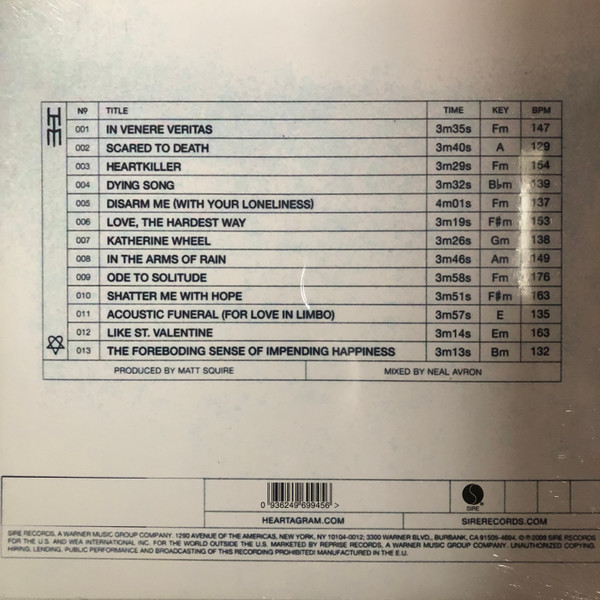 HIM Nº TITLE TIME KEY BPM
001 IN VENERE VERITAS 3m35s Fm 147
002 SCARED TO DEATH 3m40s A 129
003 HEARTKILLER 3m29s Fm 154
004 DYING SONG 3m32s B♭m 139
005 DISARM ME (WITH YOUR LONELINESS) 4m01s Fm 137
006 LOVE, THE HARDEST WAY 3m19s F#m 153
007 KATHERINE WHEEL 3m26s Gm 138
008 IN THE ARMS OF RAIN 3m46s Am 149
009 ODE TO SOLITUDE 3m58s Fm 176
010 SHATTER ME WITH HOPE 3m51s F#m 163
011 ACOUSTIC FUNERAL (FOR LOVE IN LIMBO) 3m57s E 135
012 LIKE ST. VALENTINE 3m14s Em 163
013 THE FOREBODING SENSE OF IMPENDING HAPPINESS 3m13s Bm 132
PRODUCED BY MATT SQUIRE MIXED BY NEAL AVRON
0 936249 699456 >
SIRE
HEARTAGRAM.COM SIRERECORDS.COM
SIRE RECORDS, A WARNER MUSIC GROUP COMPANY. 1290 AVENUE OF THE AMERICAS, NEW YORK, NY 10104-0012; 3300 WARNER BLVD., BURBANK, CA 91505-4694. © ℗ SIRE RECORDS
FOR THE U.S. AND WEA INTERNATIONAL INC. FOR THE WORLD OUTSIDE THE U.S. MARKETED BY REPRISE RECORDS, A WARNER MUSIC GROUP COMPANY. UNAUTHORIZED COPYING,
HIRING, LENDING, PUBLIC PERFORMANCE AND BROADCASTING OF THIS RECORDING PROHIBITED! MANUFACTURED IN THE E.U.